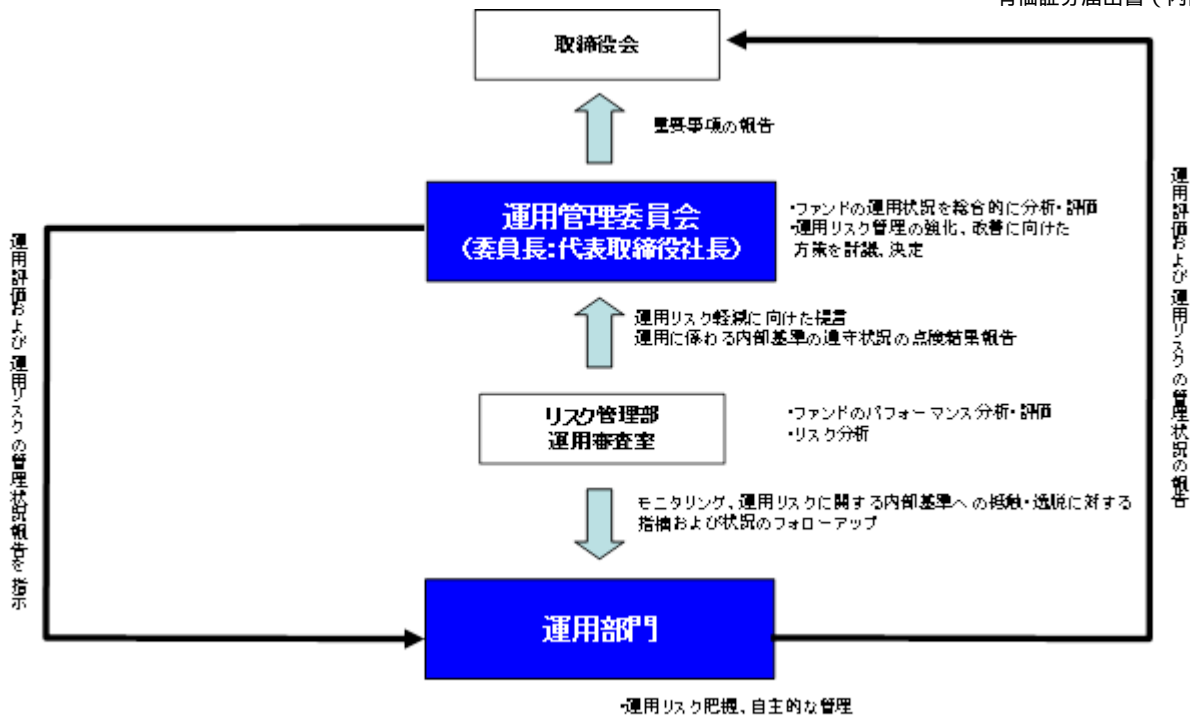 有価証券届出書（内
取締役会
重要事項の報告
運用管理委員会
（委員長：代表取締役社長）
・ファンドの運用状況を総合的に分析・評価
・運用リスク管理の強化、改善に向けた
方策を討議、決定
運用リスク軽減に向けた提言
運用に係わる内部基準の遵守状況の点検結果報告
リスク管理部
運用審査室
・ファンドのパフォーマンス分析・評価
・リスク分析
モニタリング、運用リスクに関する内部基準への抵触・逸脱に対する
指摘および状況のフォローアップ
運用部門
・運用リスク把握、自主的な管理
運用評価および運用リスクの管理状況報告を指示
運用評価および運用リスクの管理状況の報告